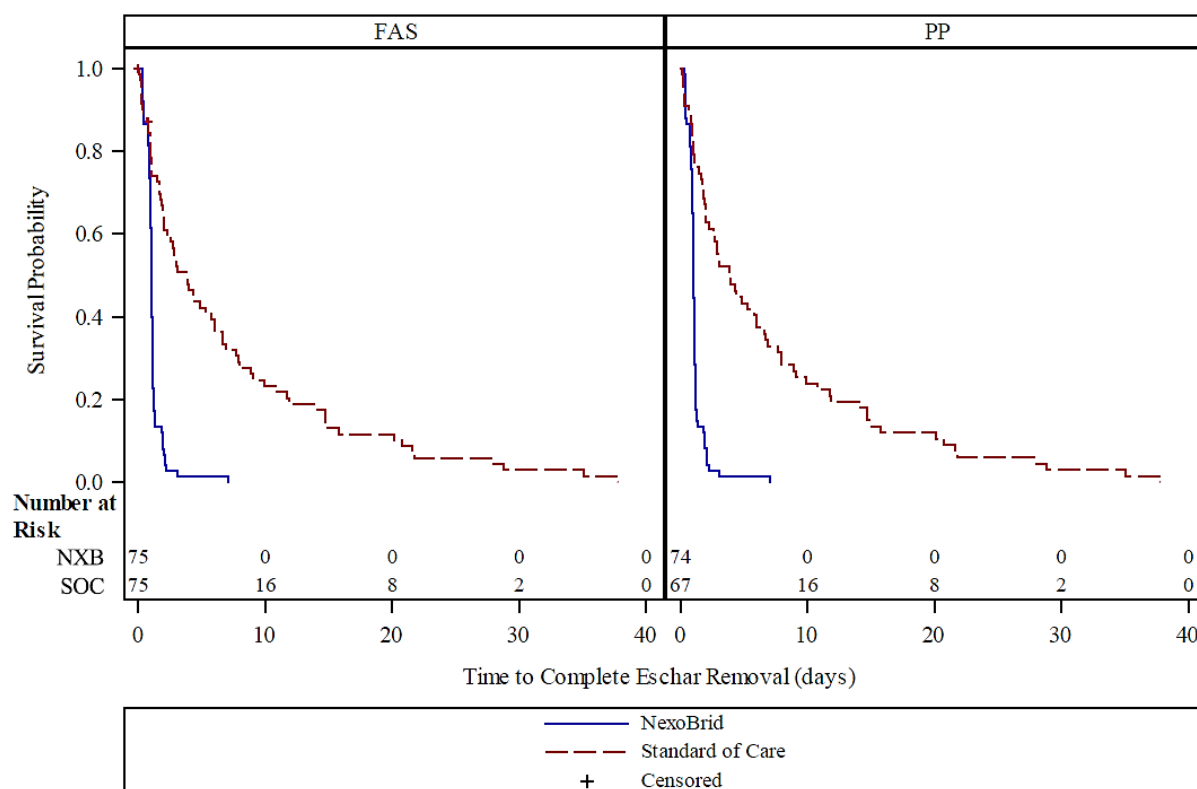 FAS PP
1.0
0.8
0.6
0.4
0.2
0.0
Survival Probability
Number at
Risk
NXB 75 0 0 0 0 74 0 0 0 0
SOC 75 16 8 2 0 67 16 8 2 0
0 10 20 30 40 0 10 20 30 40
Time to Complete Eschar Removal (days)
NexoBrid
Standard of Care
+ Censored